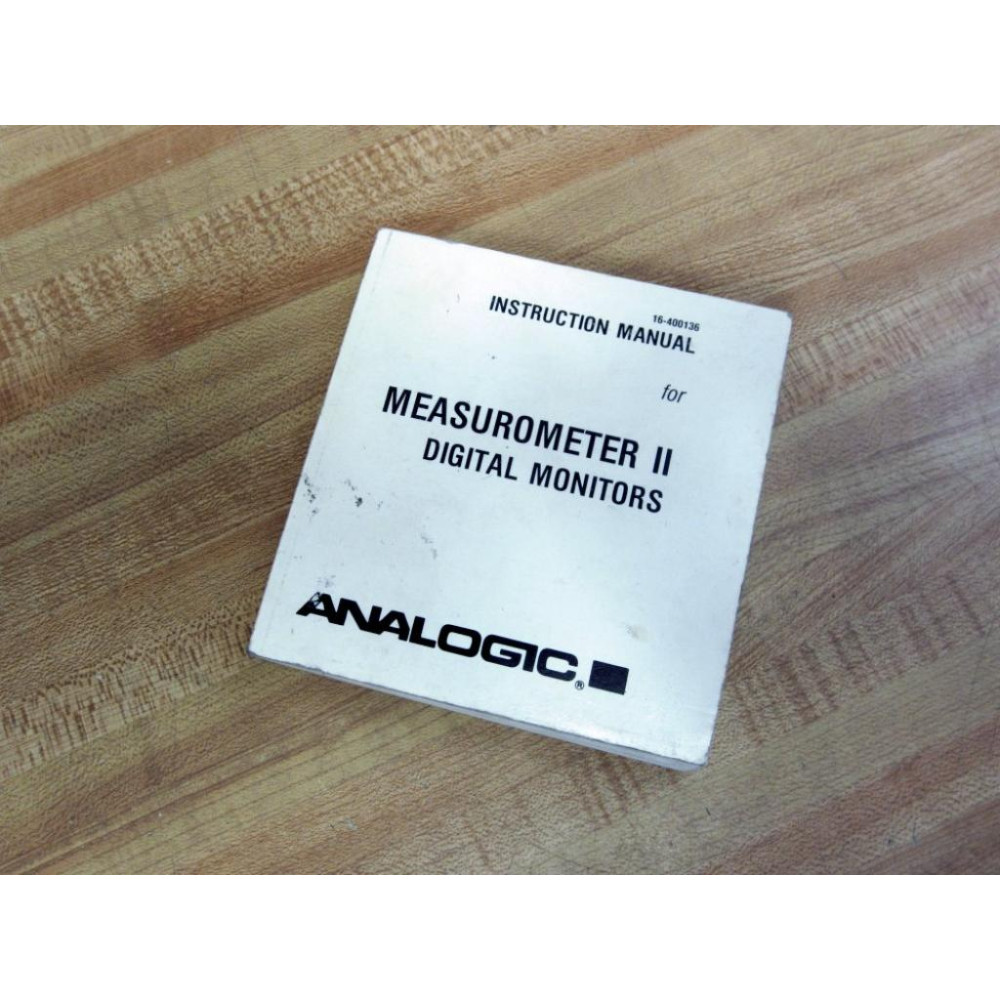 16-400136
INSTRUCTION MANUAL
for
MEASUROMETER II
DIGITAL MONITORS
ANALOGIC®